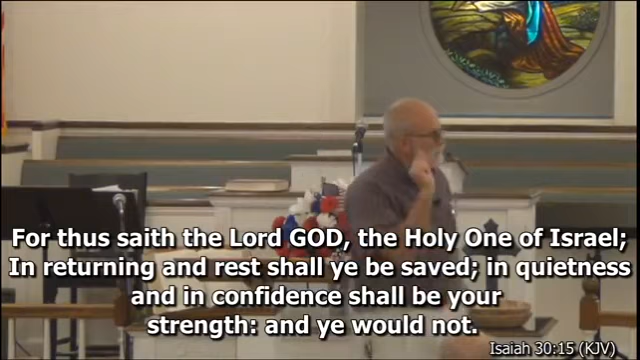 For thus saith the Lord GOD, the Holy One of Israel;
In returning and rest shall ye be saved; in quietness
and in confidence shall be your
strength: and ye would not.
Isaiah 30:15 (KJV)